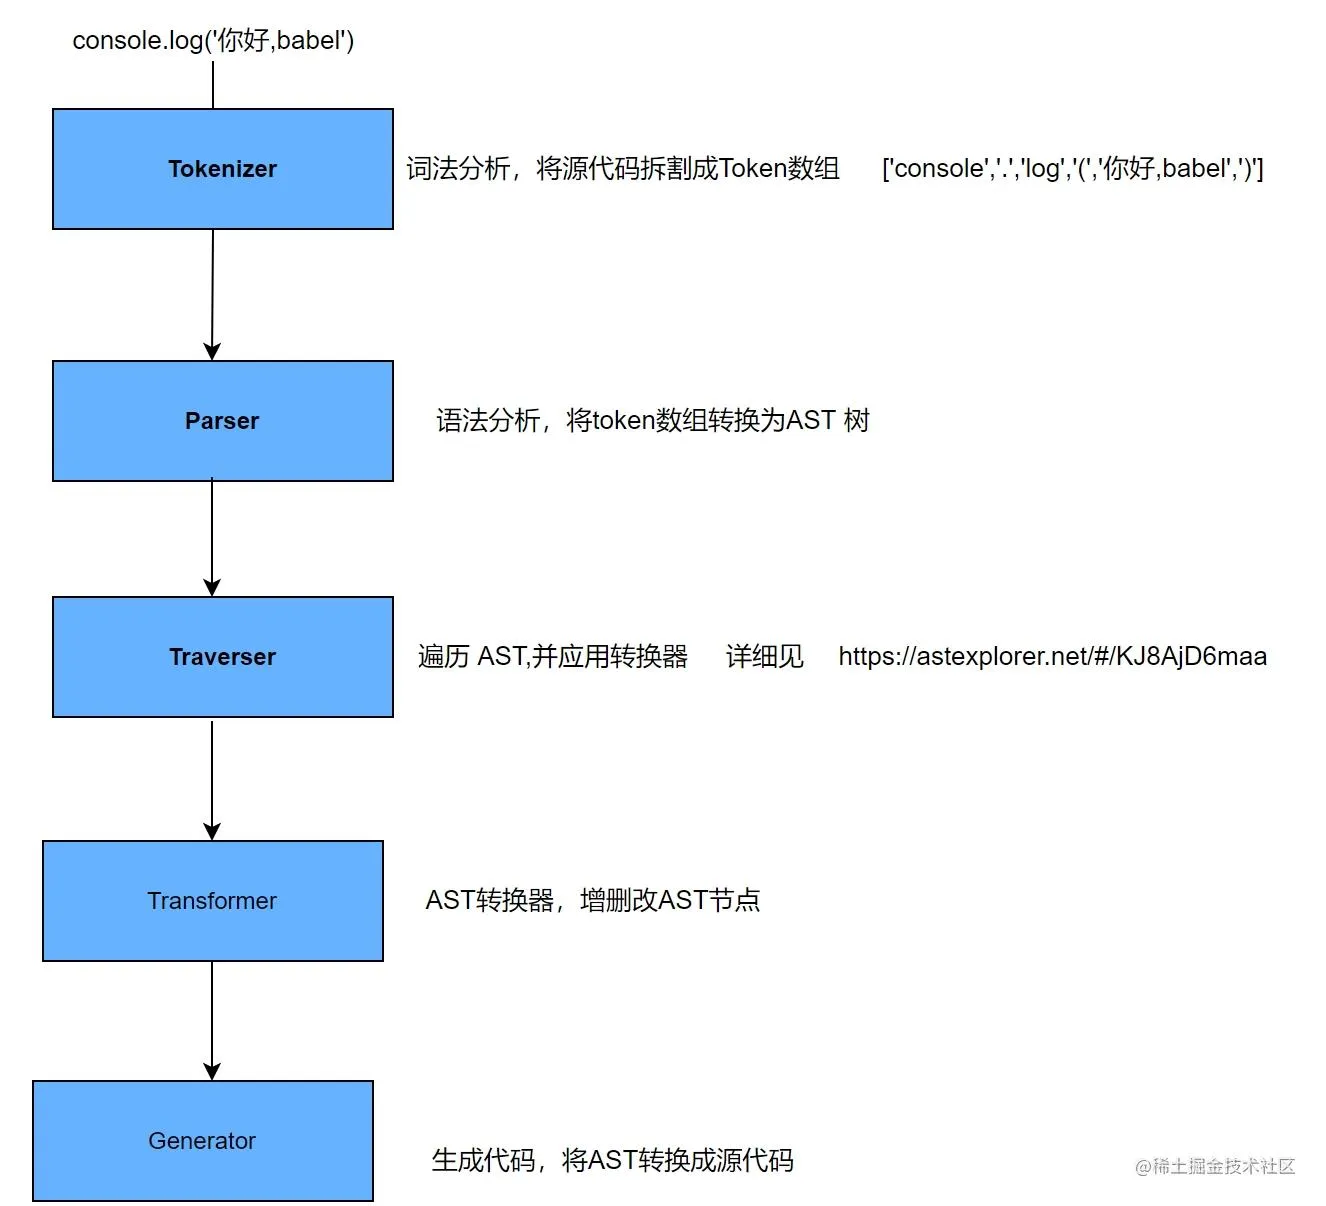 console.log('你好,babel')
Tokenizer
词法分析，将源代码拆割成Token数组
['console','.','log','(','你好,babel',')']
Parser
语法分析，将token数组转换为AST 树
Traverser
遍历 AST,并应用转换器
详细见
https://astexplorer.net/#/KJ8AjD6maa
Transformer
AST转换器，增删改AST节点
Generator
生成代码，将AST转换成源代码
@稀土掘金技术社区